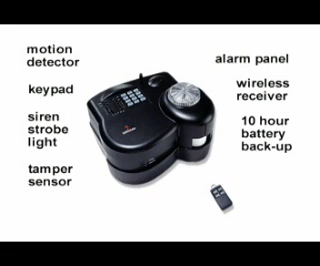 motion
detector
keypad
siren
strobe
light
tamper
sensor
alarm panel
wireless
receiver
10 hour
battery
back-up